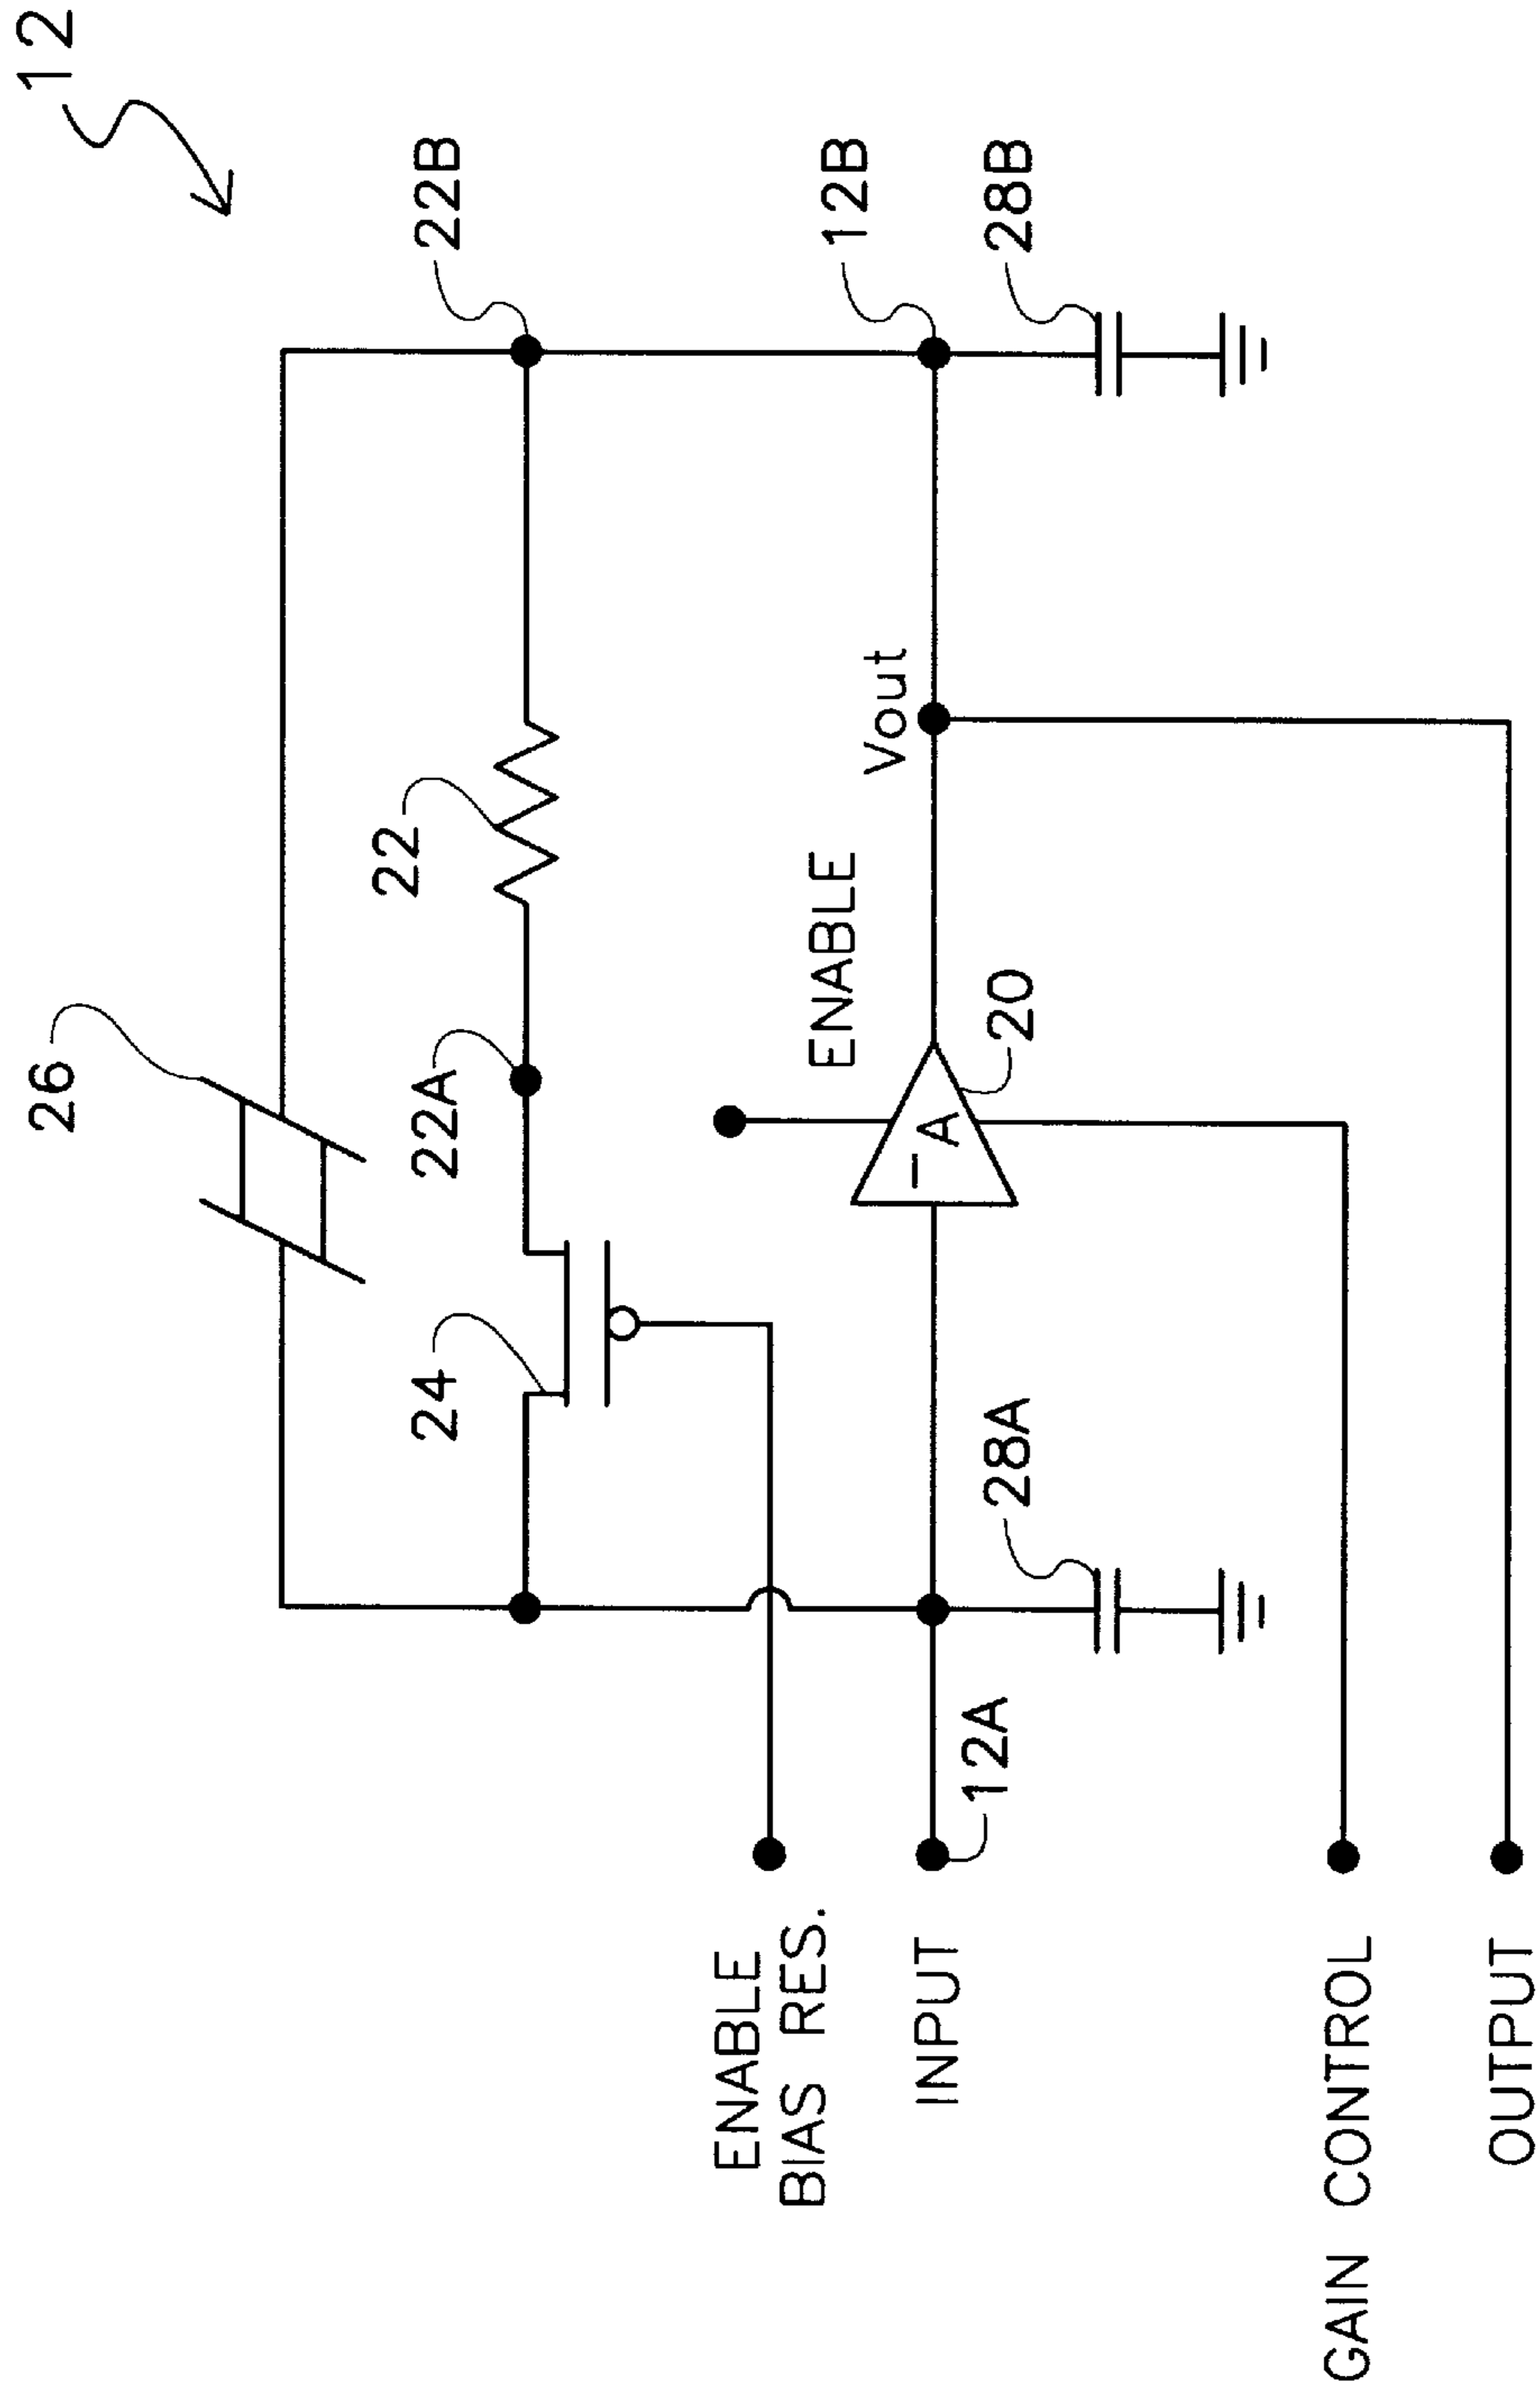 12
26
22
22B
22A
24
ENABLE
Vout
12B
28B
-A
20
28A
12A
ENABLE
BIAS RES.
INPUT
GAIN CONTROL
OUTPUT